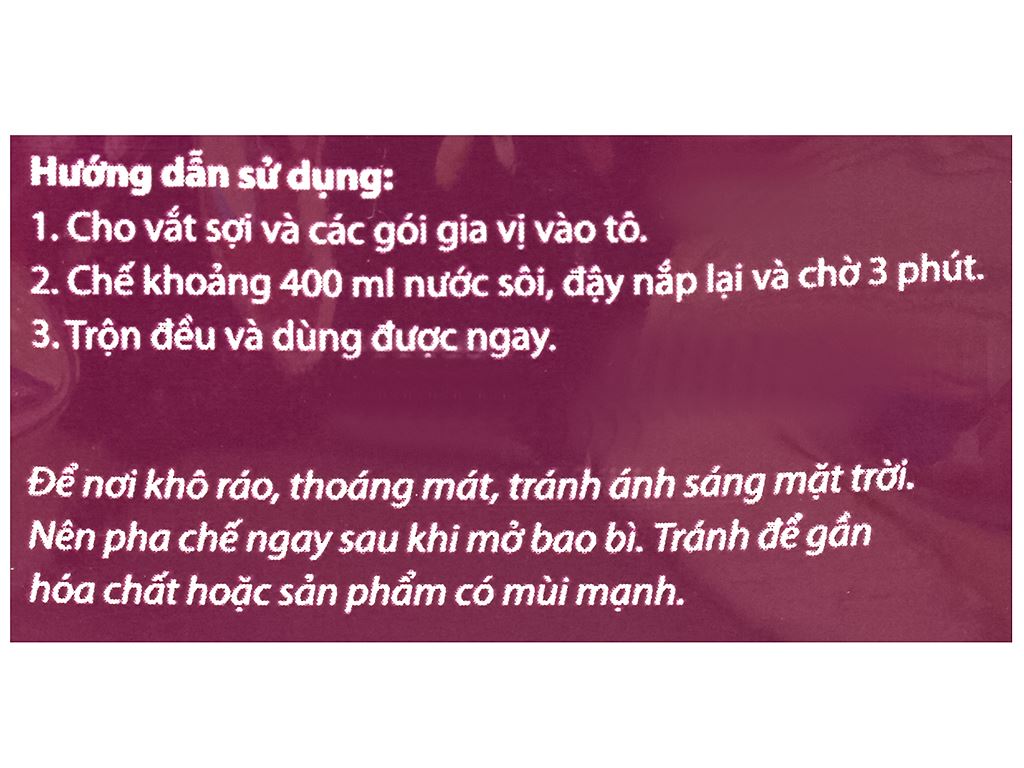 Hướng dẫn sử dụng:
1. Cho vắt sợi và các gói gia vị vào tô.
2. Chế khoảng 400 ml nước sôi, đậy nắp lại và chờ 3 phút.
3. Trộn đều và dùng được ngay.
Để nơi khô ráo, thoáng mát, tránh ánh sáng mặt trời.
Nên pha chế ngay sau khi mở bao bì. Tránh để gần
hóa chất hoặc sản phẩm có mùi mạnh.